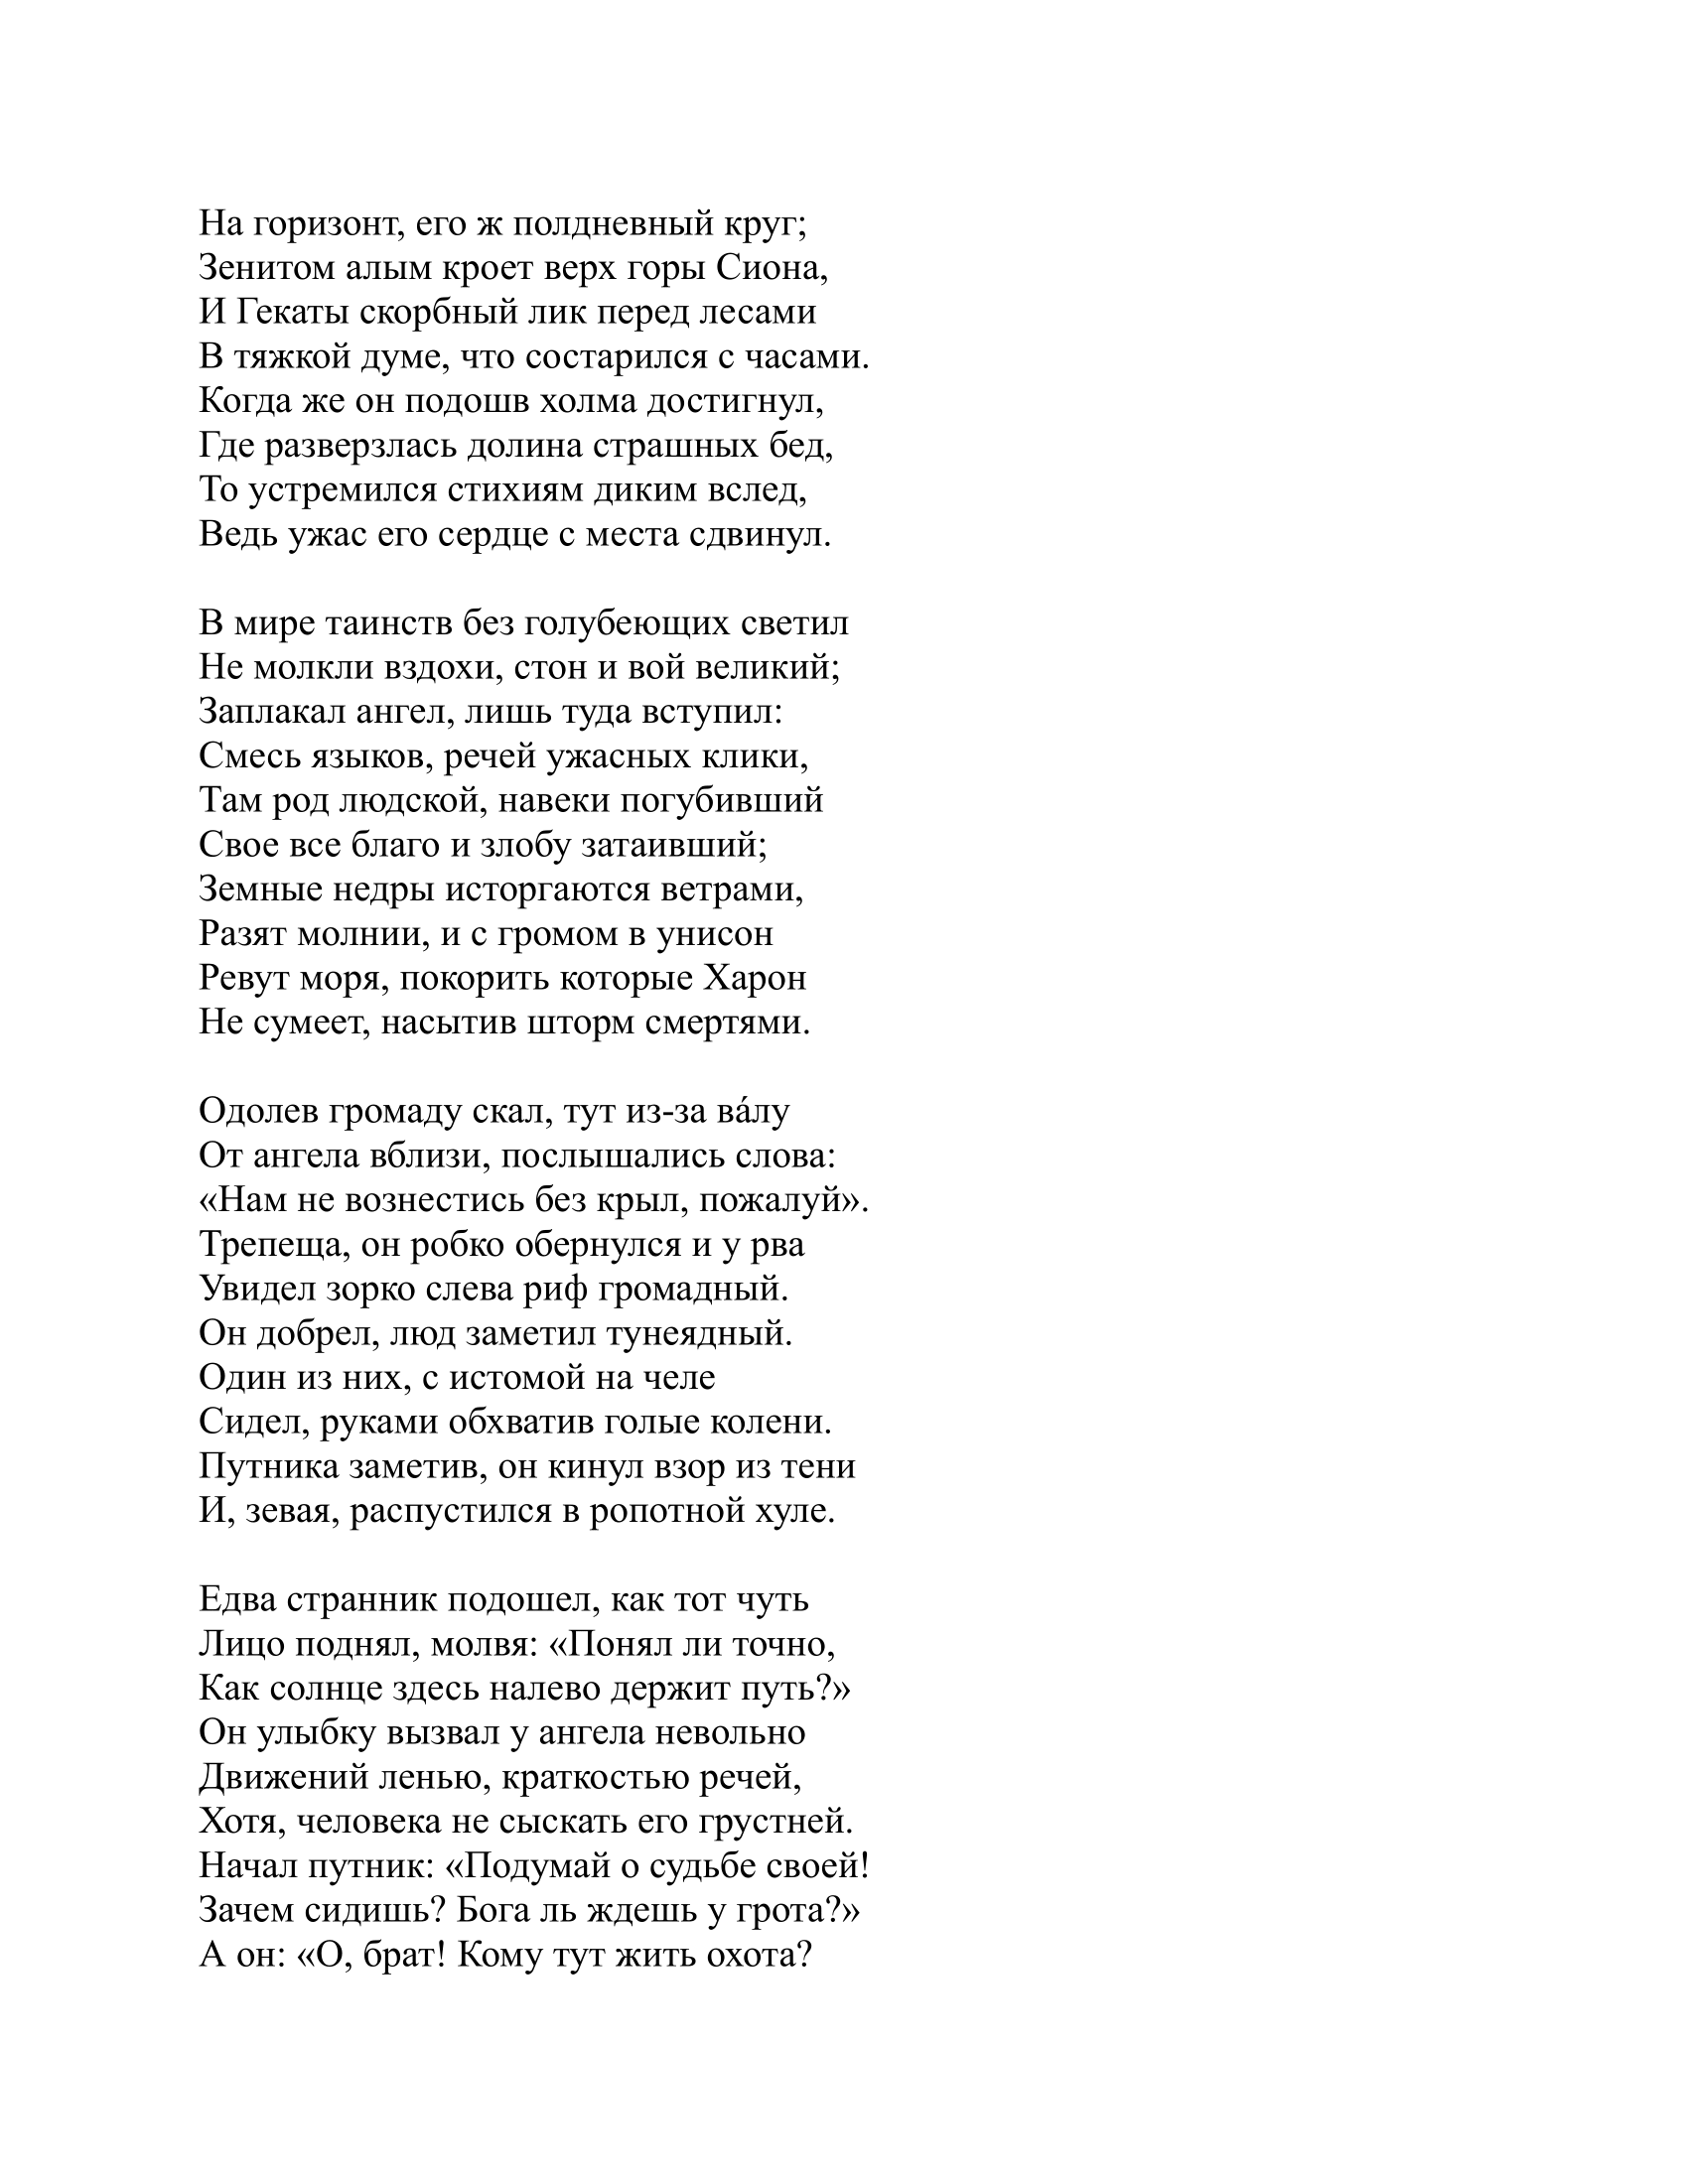 На горизонт, его ж полдневный круг;
Зенитом алым кроет верх горы Сиона,
И Гекаты скорбный лик перед лесами
В тяжкой думе, что состарился с часами.
Когда же он подошв холма достигнул,
Где разверзлась долина страшных бед,
То устремился стихиям диким вслед,
Ведь ужас его сердце с места сдвинул.

В мире таинств без голубеющих светил
Не молкли вздохи, стон и вой великий;
Заплакал ангел, лишь туда вступил:
Смесь языков, речей ужасных клики,
Там род людской, навеки погубивший
Свое все благо и злобу затаивший;
Земные недры исторгаются ветрами,
Разят молнии, и с громом в унисон
Ревут моря, покорить которые Харон
Не сумеет, насытив шторм смертями.

Одолев громаду скал, тут из-за ва́лу
От ангела вблизи, послышались слова:
«Нам не вознестись без крыл, пожалуй».
Трепеща, он робко обернулся и у рва
Увидел зорко слева риф громадный.
Он добрел, люд заметил тунеядный.
Один из них, с истомой на челе
Сидел, руками обхватив голые колени.
Путника заметив, он кинул взор из тени
И, зевая, распустился в ропотной хуле.

Едва странник подошел, как тот чуть
Лицо поднял, молвя: «Понял ли точно,
Как солнце здесь налево держит путь?»
Он улыбку вызвал у ангела невольно
Движений ленью, краткостью речей,
Хотя, человека не сыскать его грустней.
Начал путник: «Подумай о судьбе своей!
Зачем сидишь? Бога ль ждешь у грота?»
А он: «О, брат! Кому тут жить охота?